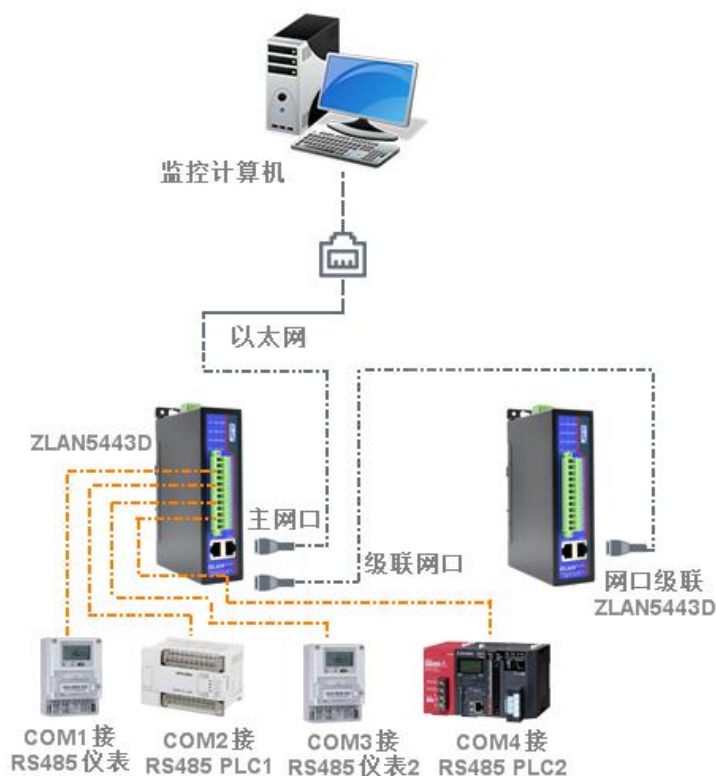 监控计算机
以太网
ZLAN5443D
主网口
级联网口
网口级联
ZLAN5443D
COM1接
RS485仪表
COM2接
RS485 PLC1
COM3接
RS485仪表2
COM4接
RS485 PLC2